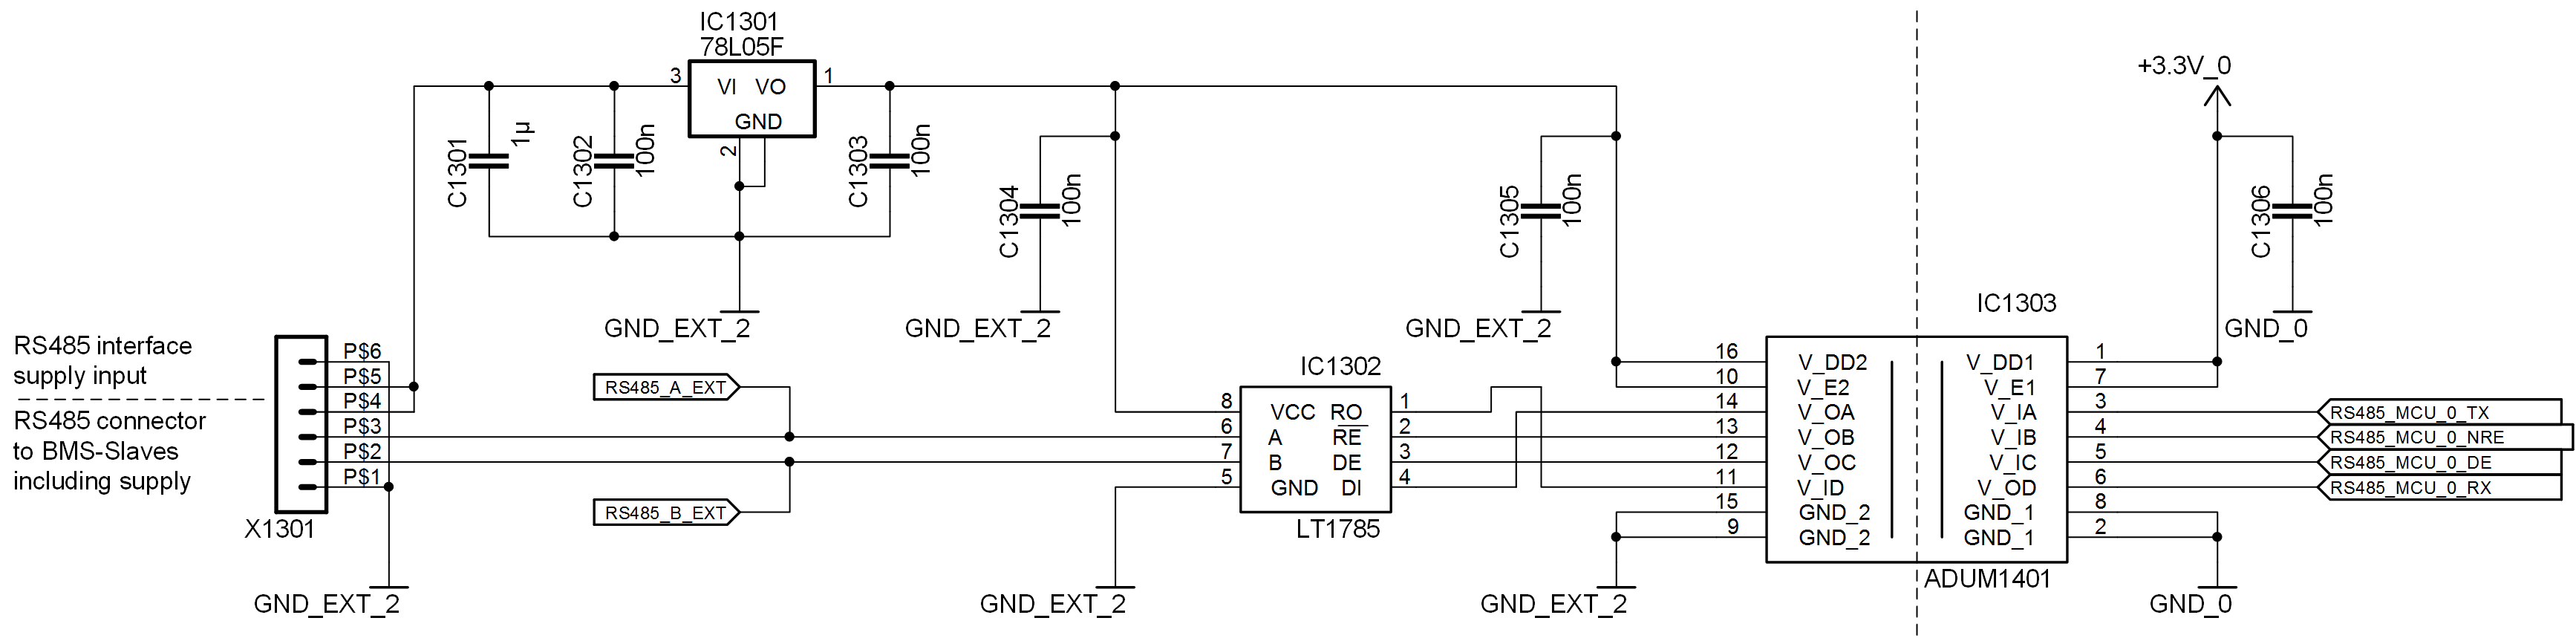 IC1301
78L05F
3
VI
VO
1
GND
2
C1301
1µ
C1302
100n
C1303
100n
C1304
100n
C1305
100n
C1306
100n
+3.3V_0
GND_EXT_2
GND_EXT_2
GND_EXT_2
GND_0
RS485 interface
supply input
RS485 connector
to BMS-Slaves
including supply
P$6
P$5
P$4
P$3
P$2
P$1
X1301
GND_EXT_2
RS485_A_EXT
RS485_B_EXT
IC1302
8 VCC RO 1
6 A RE 2
7 B DE 3
5 GND DI 4
LT1785
GND_EXT_2
GND_EXT_2
IC1303
16 V_DD2 V_DD1 1
10 V_E2 V_E1 7
14 V_OA V_IA 3
13 V_OB V_IB 4
12 V_OC V_IC 5
11 V_ID V_OD 6
15 GND_2 GND_1 8
9 GND_2 GND_1 2
ADUM1401
RS485_MCU_0_TX
RS485_MCU_0_NRE
RS485_MCU_0_DE
RS485_MCU_0_RX
GND_0